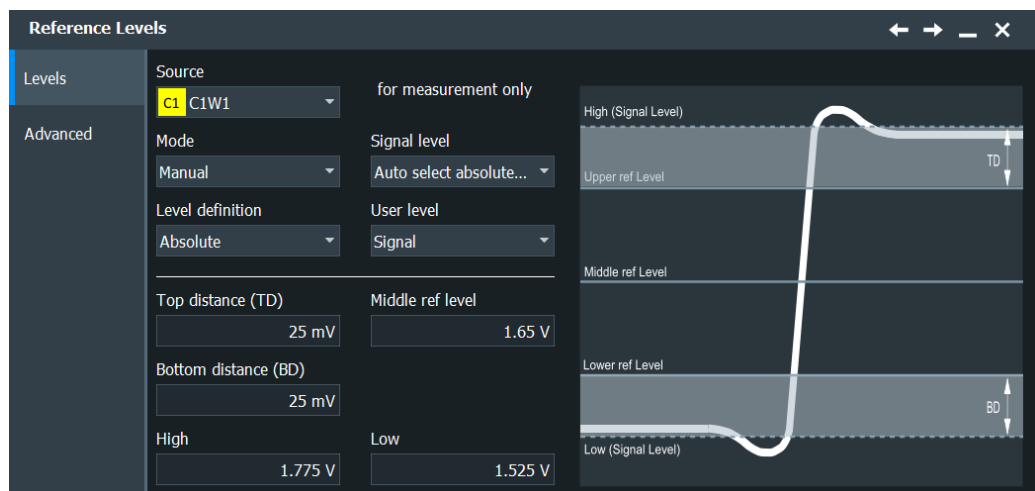 Reference Levels
Levels
Advanced
Source
C1 C1W1
for measurement only
Mode
Manual
Signal level
Auto select absolute...
Level definition
Absolute
User level
Signal
Top distance (TD)
25 mV
Middle ref level
1.65 V
Bottom distance (BD)
25 mV
High
1.775 V
Low
1.525 V
High (Signal Level)
TD
Upper ref Level
Middle ref Level
Lower ref Level
BD
Low (Signal Level)